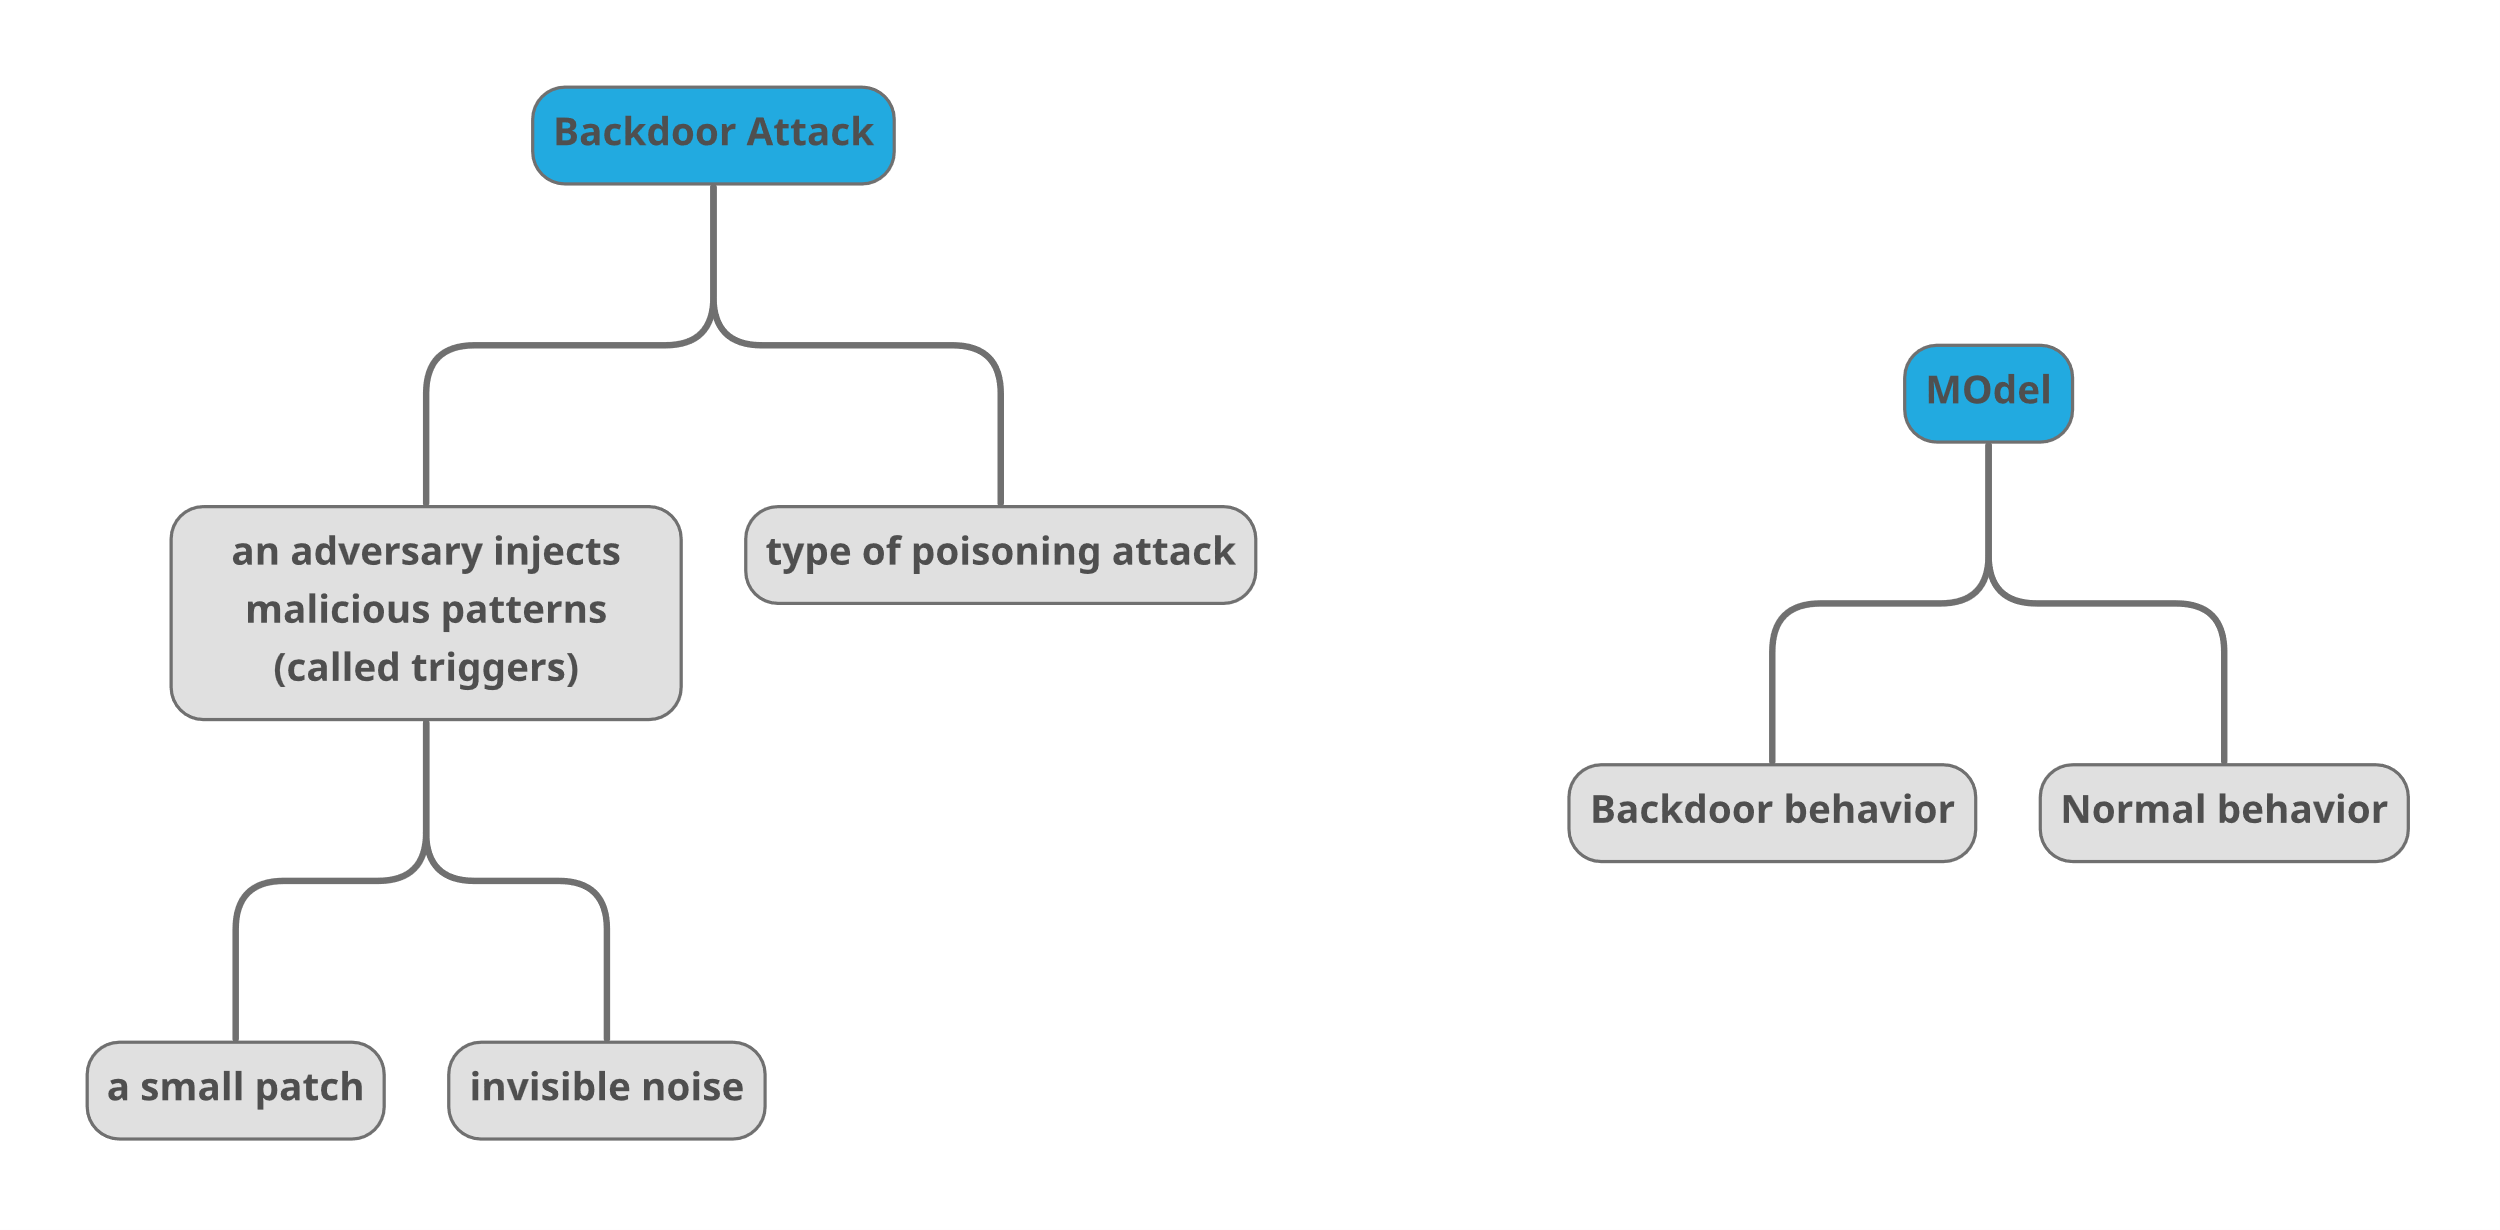 Backdoor Attack
MOdel
an adversary injects
malicious patterns
(called triggers)
type of poisoning attack
Backdoor behavior
Normal behavior
a small patch
invisible noise